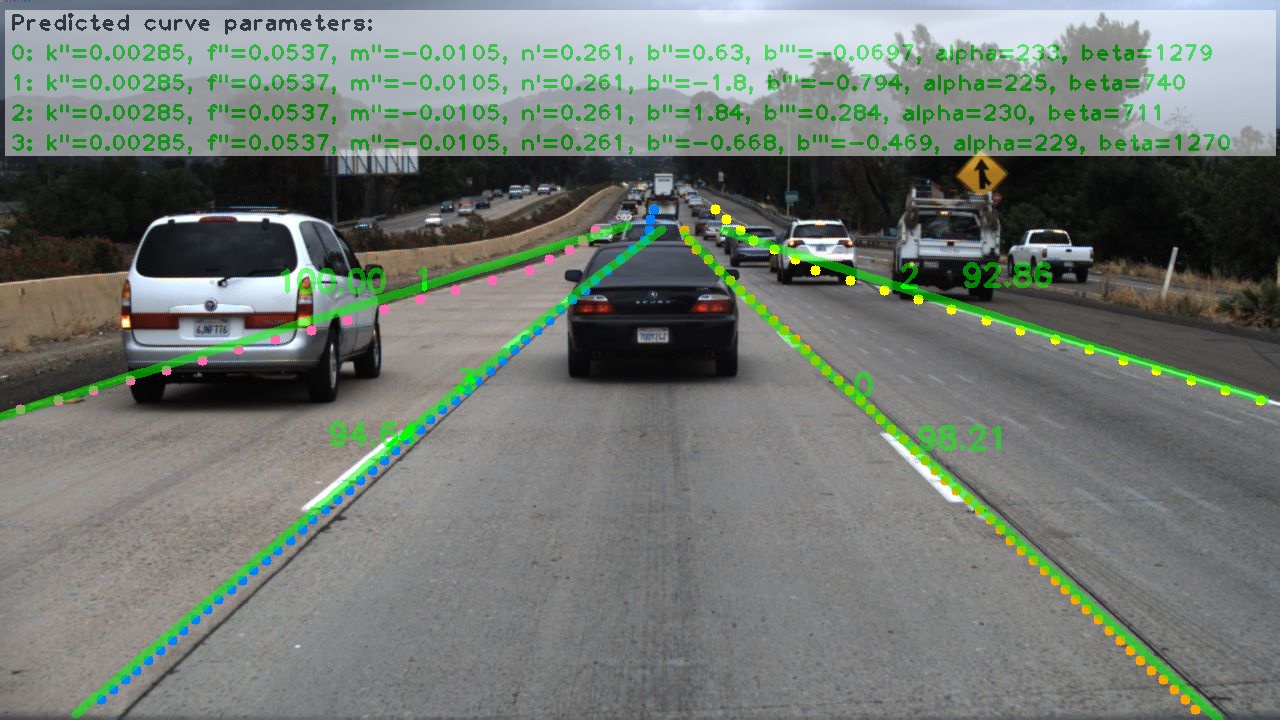 Predicted curve parameters:
0: k''=0.00285, f''=0.0537, m''=−0.0105, n'=0.261, b''=0.63, b'''=−0.0697, alpha=233, beta=1279
1: k''=0.00285, f''=0.0537, m''=−0.0105, n'=0.261, b''=−1.8, b'''=−0.794, alpha=225, beta=740
2: k''=0.00285, f''=0.0537, m''=−0.0105, n'=0.261, b''=1.84, b'''=0.284, alpha=230, beta=711
3: k''=0.00285, f''=0.0537, m''=−0.0105, n'=0.261, b''=−0.668, b'''=−0.469, alpha=229, beta=1270
100.00 1
2 92.86
0
3
98.21